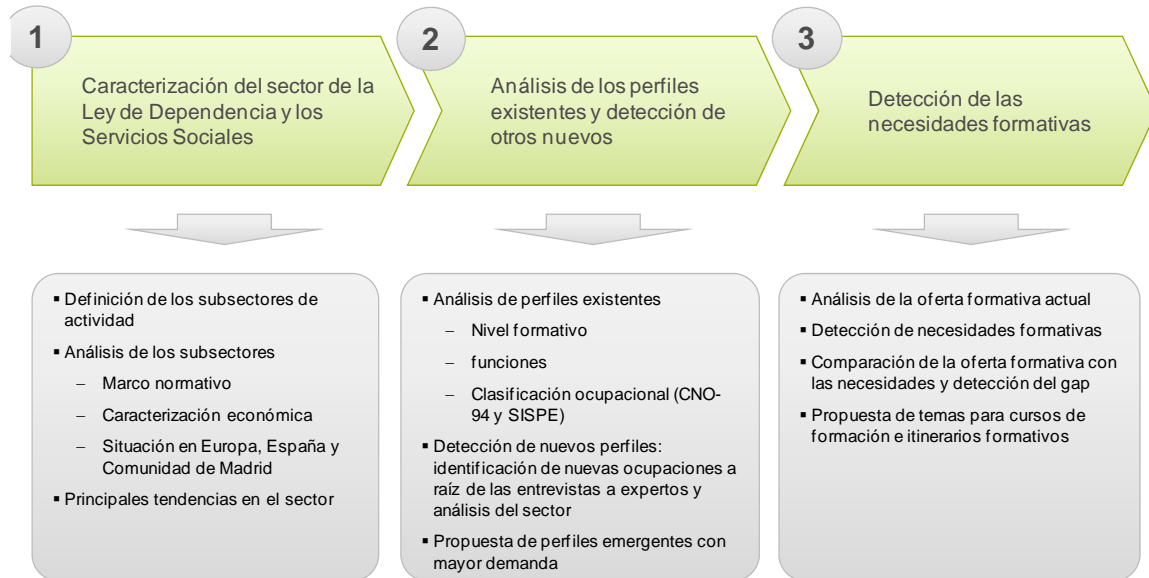 1
Caracterización del sector de la
Ley de Dependencia y los
Servicios Sociales
2
Análisis de los perfiles
existentes y detección de
otros nuevos
3
Detección de las
necesidades formativas
▪ Definición de los subsectores de
actividad
▪ Análisis de los subsectores
– Marco normativo
– Caracterización económica
– Situación en Europa, España y
Comunidad de Madrid
▪ Principales tendencias en el sector
▪ Análisis de perfiles existentes
– Nivel formativo
– funciones
– Clasificación ocupacional (CNO-
94 y SISPE)
▪ Detección de nuevos perfiles:
identificación de nuevas ocupaciones a
raíz de las entrevistas a expertos y
análisis del sector
▪ Propuesta de perfiles emergentes con
mayor demanda
▪ Análisis de la oferta formativa actual
▪ Detección de necesidades formativas
▪ Comparación de la oferta formativa con
las necesidades y detección del gap
▪ Propuesta de temas para cursos de
formación e itinerarios formativos